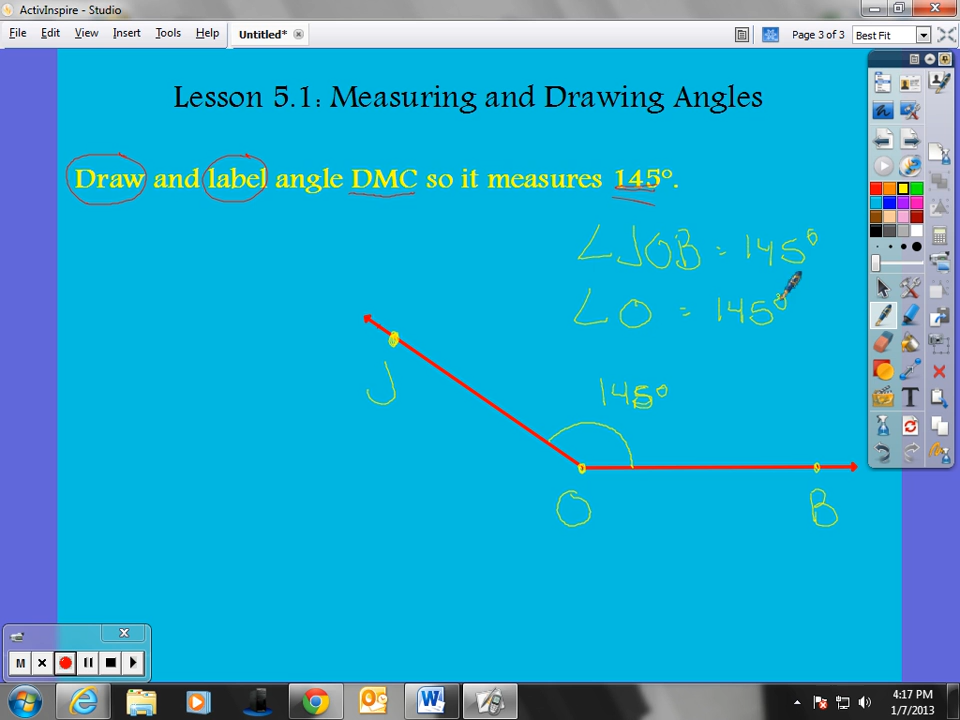 ActivInspire - Studio
File Edit View Insert Tools Help Untitled* Page 3 of 3 Best Fit
Lesson 5.1: Measuring and Drawing Angles
Draw and label angle DMC so it measures 145°.
∠JOB = 145°
∠O = 145°
145°
J
O
B
M
4:17 PM
1/7/2013